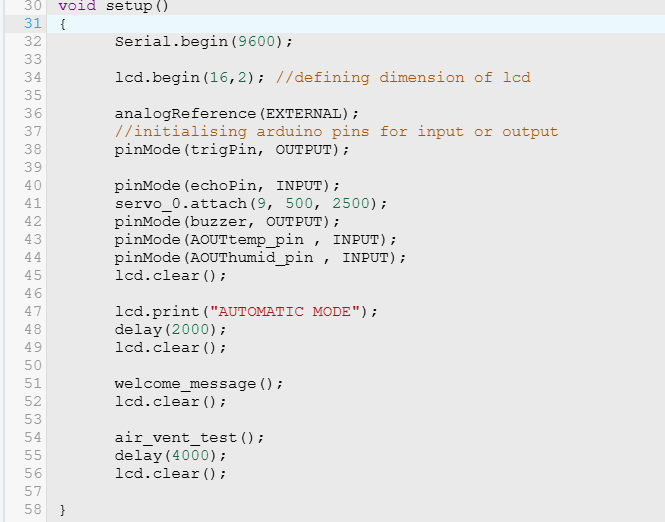 30 void setup()
31 {
32 Serial.begin(9600);
33
34 lcd.begin(16,2); //defining dimension of lcd
35
36 analogReference(EXTERNAL);
37 //initialising arduino pins for input or output
38 pinMode(trigPin, OUTPUT);
39
40 pinMode(echoPin, INPUT);
41 servo_0.attach(9, 500, 2500);
42 pinMode(buzzer, OUTPUT);
43 pinMode(AOUTtemp_pin , INPUT);
44 pinMode(AOUThumid_pin , INPUT);
45 lcd.clear();
46
47 lcd.print("AUTOMATIC MODE");
48 delay(2000);
49 lcd.clear();
50
51 welcome_message();
52 lcd.clear();
53
54 air_vent_test();
55 delay(4000);
56 lcd.clear();
57
58 }